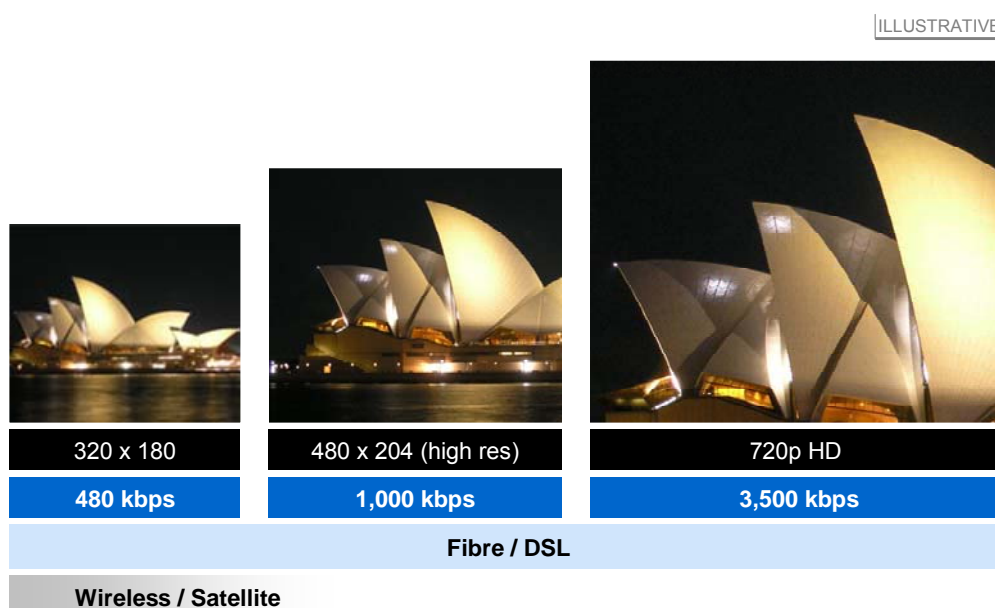 ILLUSTRATIVE
320 x 180
480 x 204 (high res)
720p HD
480 kbps
1,000 kbps
3,500 kbps
Fibre / DSL
Wireless / Satellite